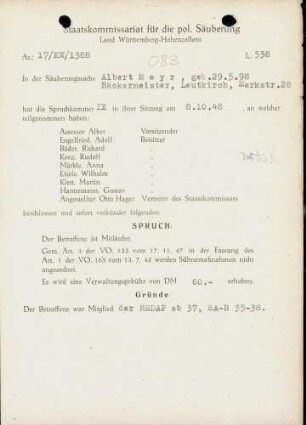 Staatskommissariat für die pol. Säuberung
Land Württemberg-Hohenzollern
Az.: 17/XX/1388
L 538
083
In der Säuberungssache Albert Mayr, geb. 29.5.98
Bäckermeister, Leutkirch, Marktstr.28
hat die Spruchkammer IX in ihrer Sitzung am 8.10.48 , an welcher
teilgenommen haben:
Assessor Alber Vorsitzender
Engelfried, Adolf Beisitzer
Bader, Richard "
Konz, Rudolf "
Märkle, Anna "
Eisele, Wilhelm "
Klett, Martin "
Hannemann, Gustav "
Angestellter Otto Hager Vertreter des Staatskommissars
beschlossen und sofort verkündet folgenden
SPRUCH:
Der Betroffene ist Mitläufer.
Gem. Art. 3 der VO. 133 vom 17. 11. 47 in der Fassung des
Art. 1 der VO. 165 vom 13. 7. 48 werden Sühnemaßnahmen nicht
angeordnet.
Es wird eine Verwaltungsgebühr von DM 60.- erhoben.
Gründe.
Der Betroffene war Mitglied der NSDAP ab 37, SA-R 35-38.